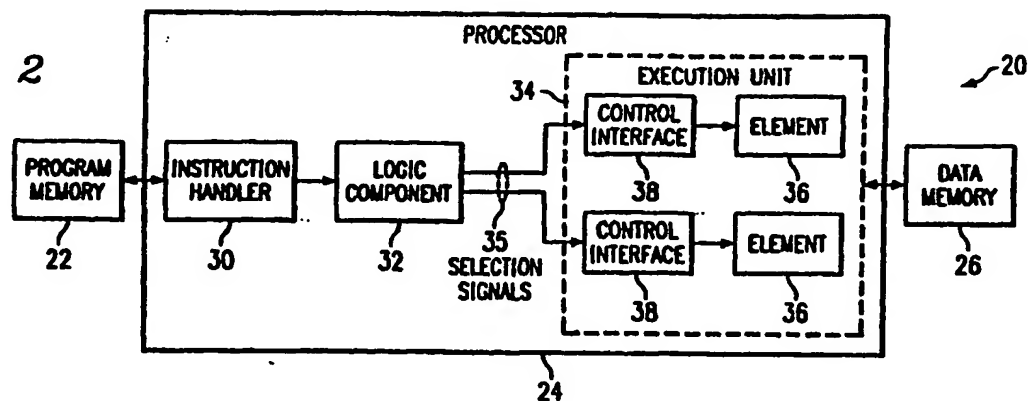 PROCESSOR
2
20
EXECUTION UNIT
34
CONTROL INTERFACE
ELEMENT
38
36
PROGRAM MEMORY
INSTRUCTION HANDLER
LOGIC COMPONENT
DATA MEMORY
22
30
32
35
SELECTION SIGNALS
CONTROL INTERFACE
ELEMENT
26
38
36
24